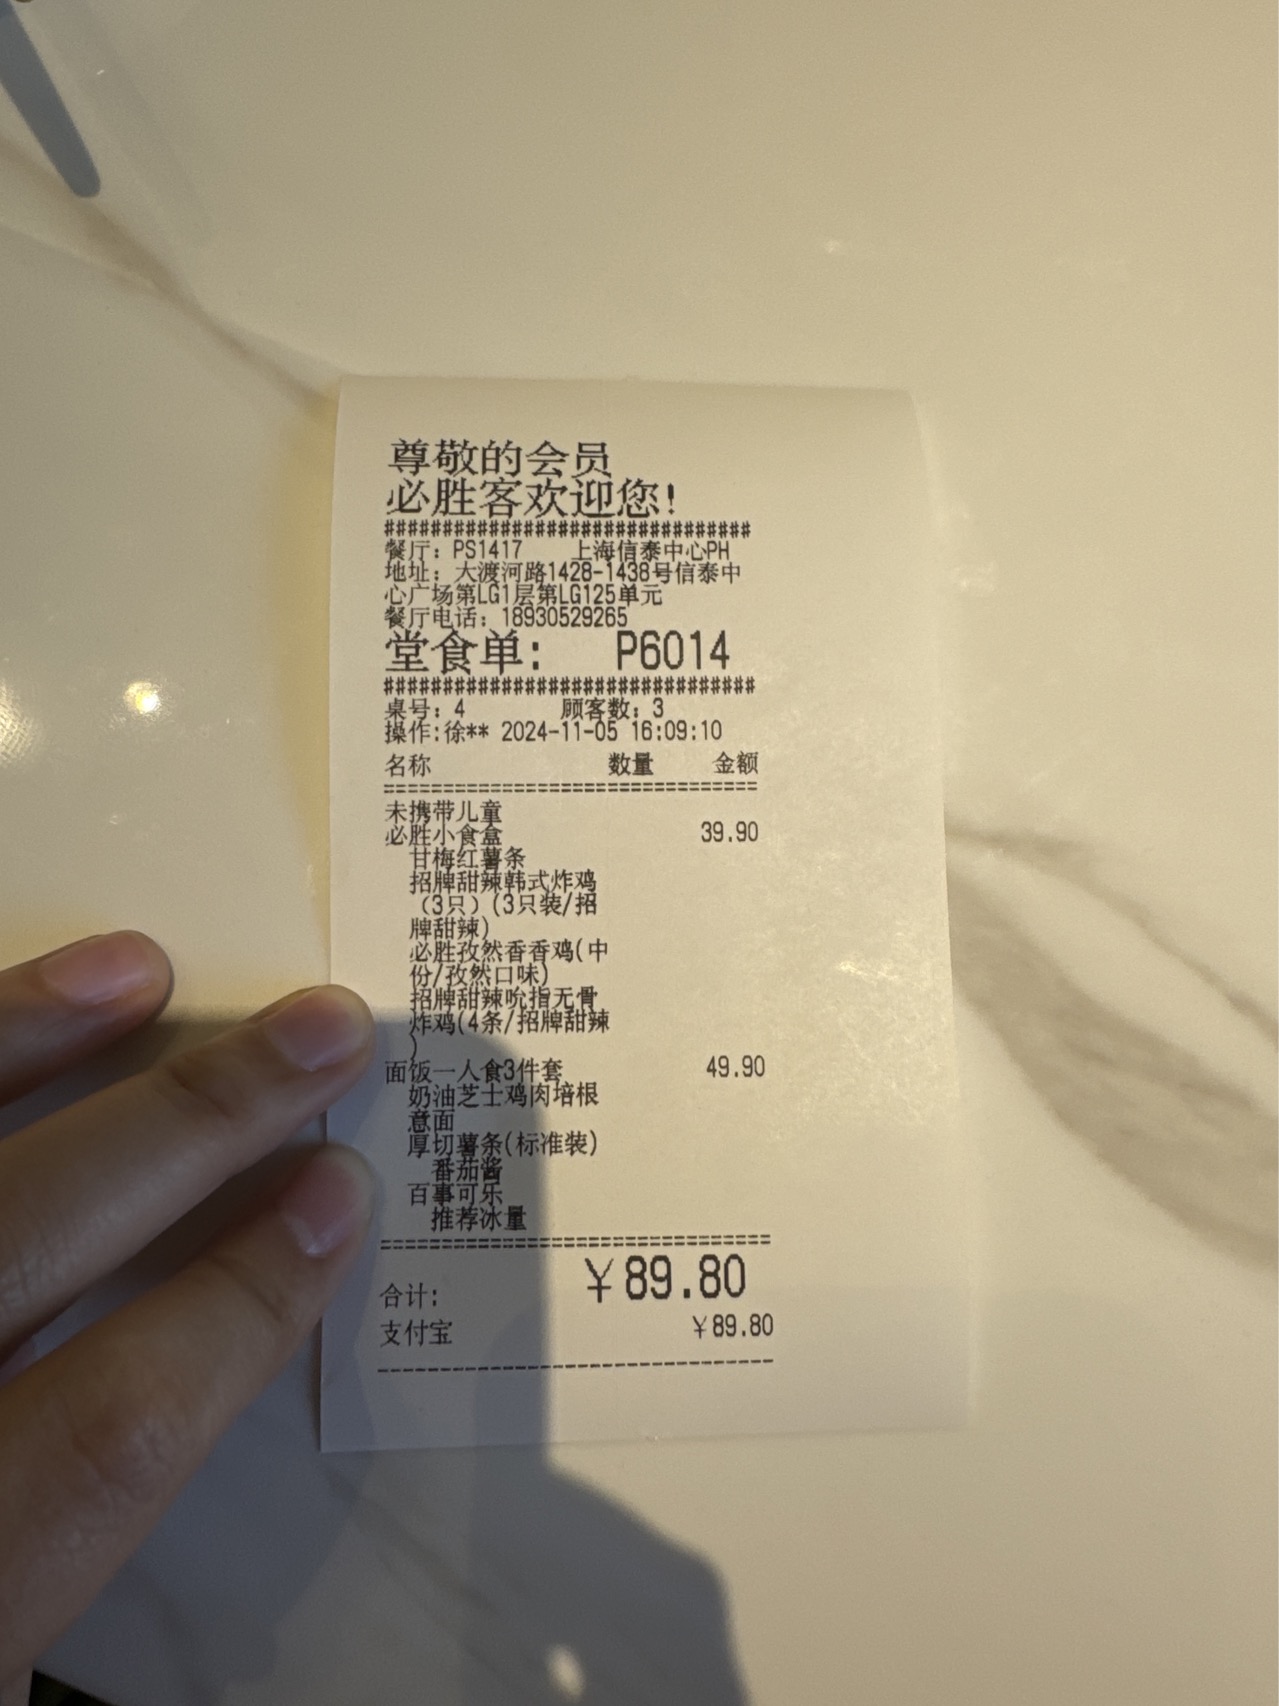 尊敬的会员
必胜客欢迎您!
################################
餐厅: PS1417 上海信泰中心PH
地址: 大渡河路1428-1438号信泰中
心广场第LG1层第LG125单元
餐厅电话: 18930529265
堂食单: P6014
################################
桌号: 4 顾客数: 3
操作:徐** 2024-11-05 16:09:10
名称 数量 金额
================================
未携带儿童
必胜小食盒 39.90
甘梅红薯条
招牌甜辣韩式炸鸡
(3只)(3只装/招
牌甜辣)
必胜孜然香香鸡(中
份/孜然口味)
招牌甜辣吮指无骨
炸鸡(4条/招牌甜辣
)
面饭一人食3件套 49.90
奶油芝士鸡肉培根
意面
厚切薯条(标准装)
番茄酱
百事可乐
推荐冰量
================================
合计: ￥89.80
支付宝 ￥89.80
--------------------------------